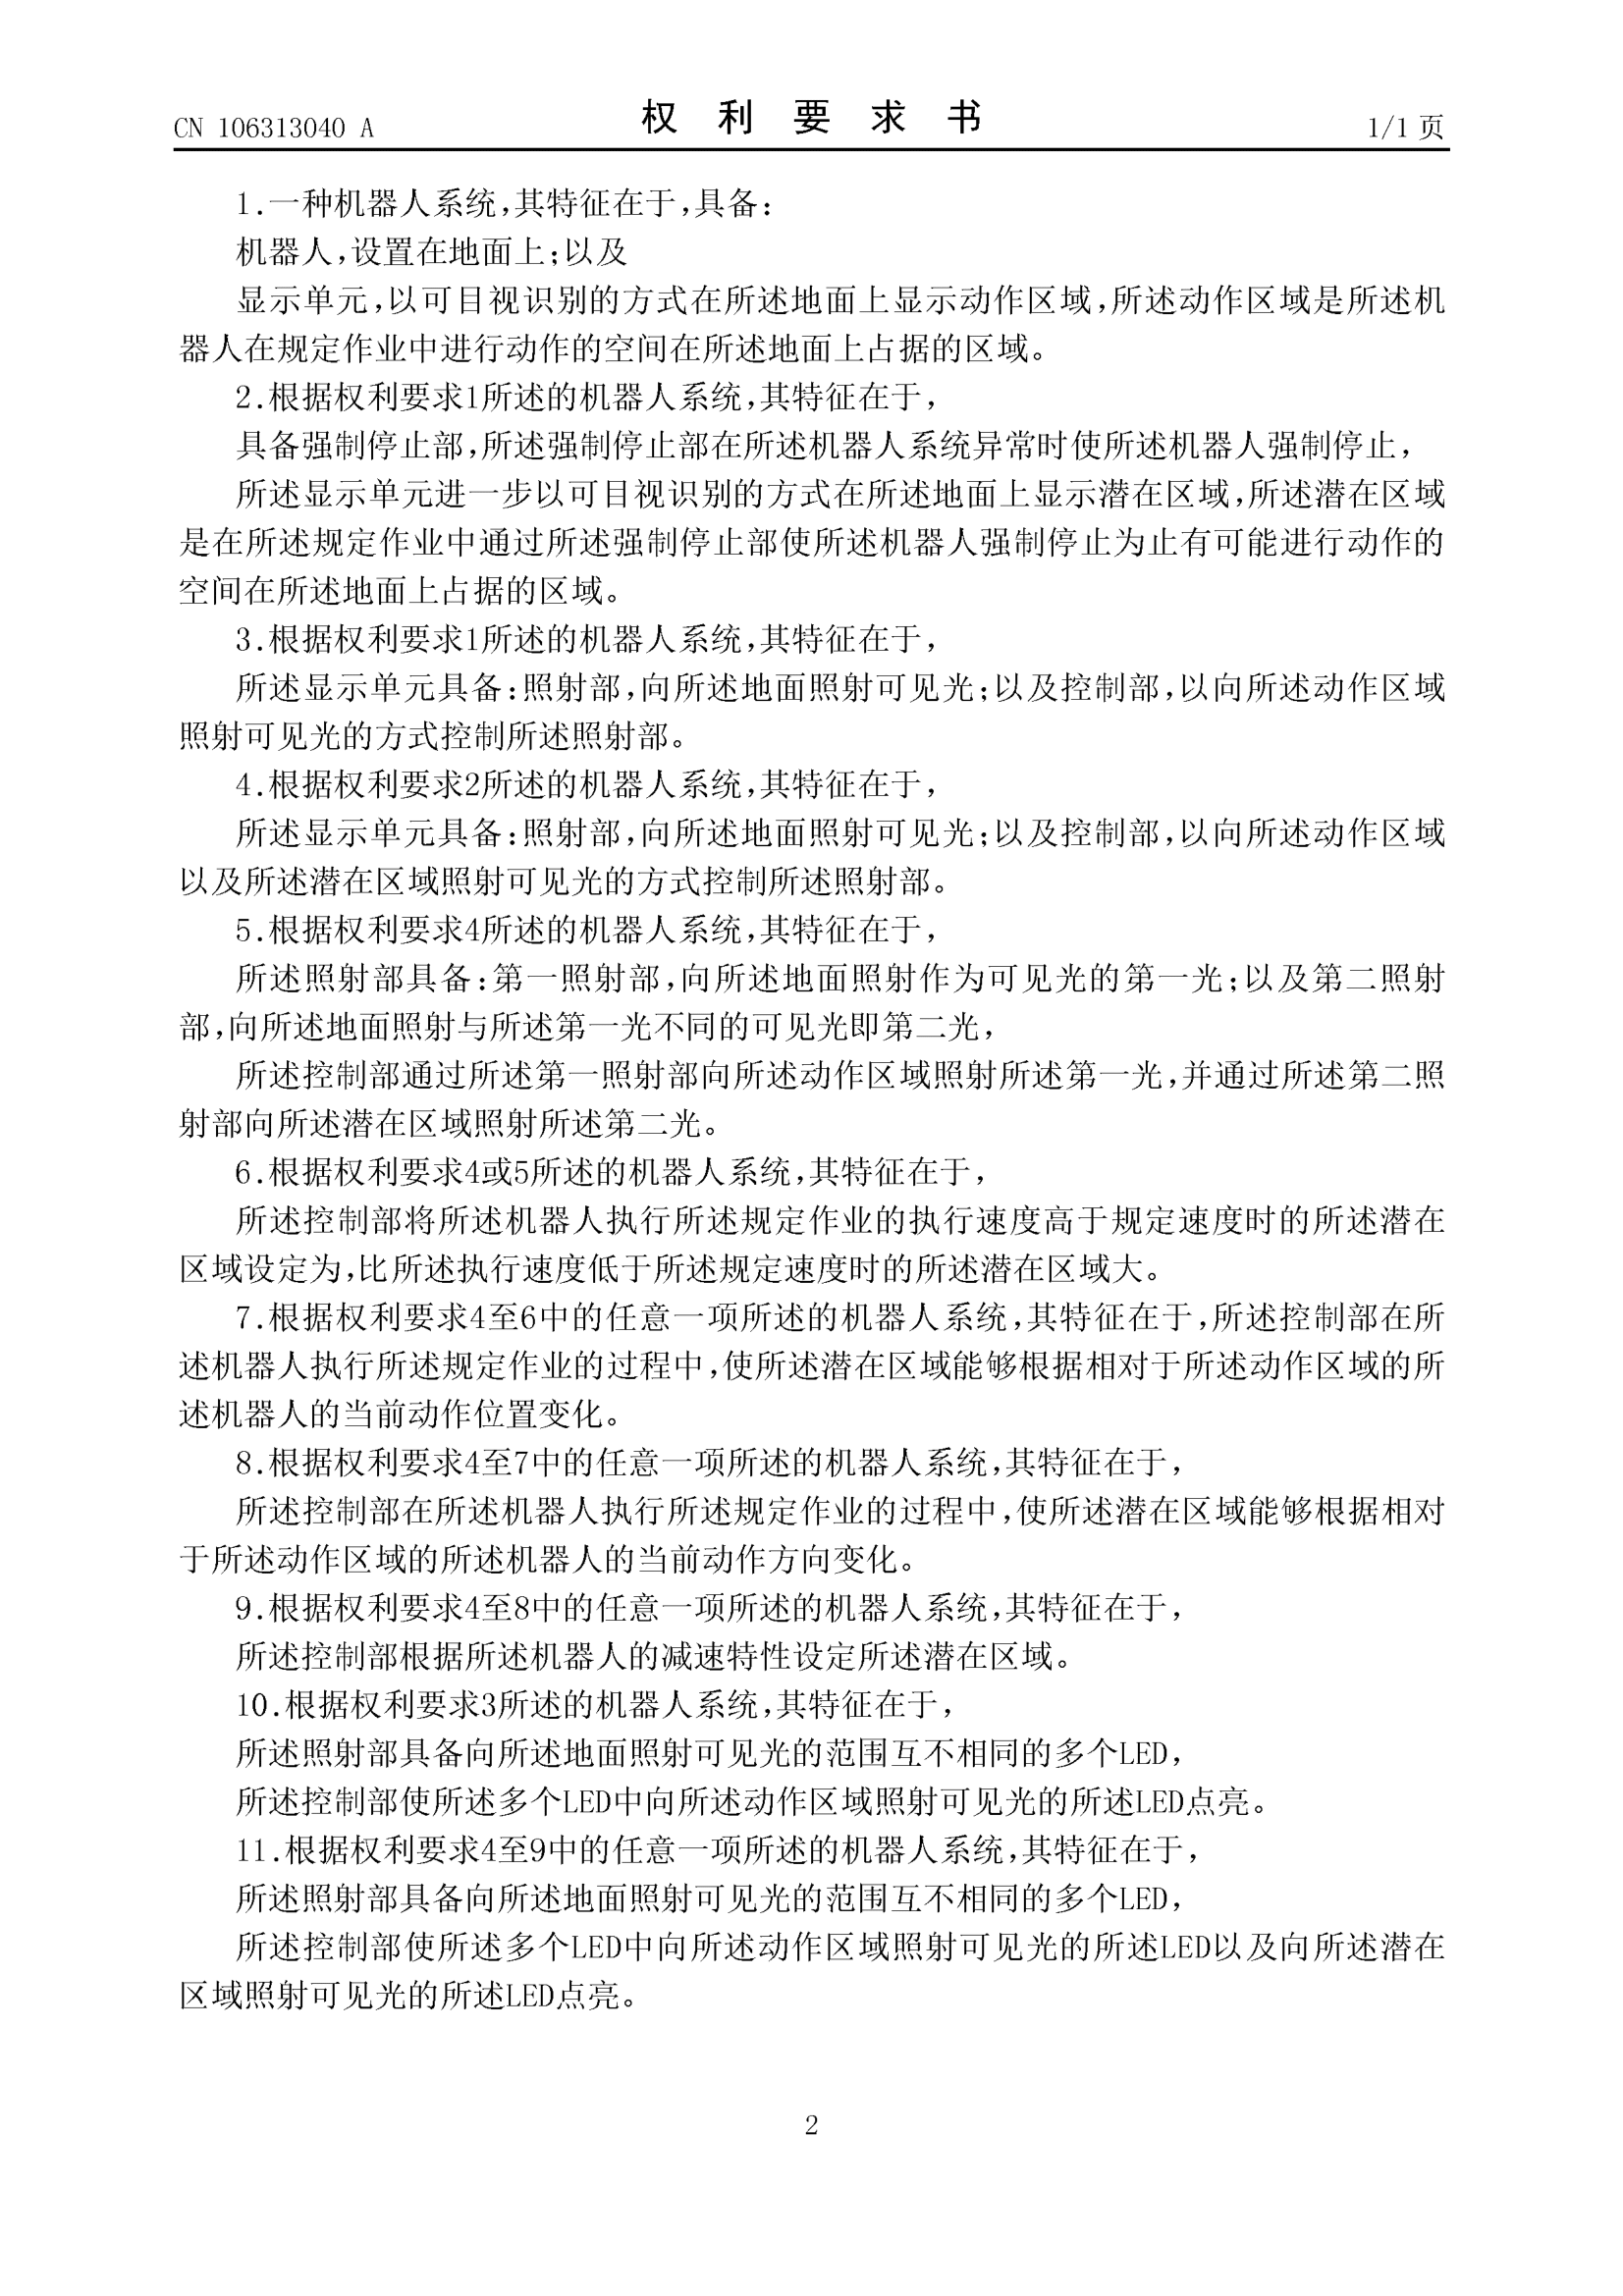 CN 106313040 A
权利要求书
1/1 页
1.一种机器人系统,其特征在于,具备:
机器人,设置在地面上;以及
显示单元,以可目视识别的方式在所述地面上显示动作区域,所述动作区域是所述机
器人在规定作业中进行动作的空间在所述地面上占据的区域。
2.根据权利要求1所述的机器人系统,其特征在于,
具备强制停止部,所述强制停止部在所述机器人系统异常时使所述机器人强制停止,
所述显示单元进一步以可目视识别的方式在所述地面上显示潜在区域,所述潜在区域
是在所述规定作业中通过所述强制停止部使所述机器人强制停止为止有可能进行动作的
空间在所述地面上占据的区域。
3.根据权利要求1所述的机器人系统,其特征在于,
所述显示单元具备:照射部,向所述地面照射可见光;以及控制部,以向所述动作区域
照射可见光的方式控制所述照射部。
4.根据权利要求2所述的机器人系统,其特征在于,
所述显示单元具备:照射部,向所述地面照射可见光;以及控制部,以向所述动作区域
以及所述潜在区域照射可见光的方式控制所述照射部。
5.根据权利要求4所述的机器人系统,其特征在于,
所述照射部具备:第一照射部,向所述地面照射作为可见光的第一光;以及第二照射
部,向所述地面照射与所述第一光不同的可见光即第二光,
所述控制部通过所述第一照射部向所述动作区域照射所述第一光,并通过所述第二照
射部向所述潜在区域照射所述第二光。
6.根据权利要求4或5所述的机器人系统,其特征在于,
所述控制部将所述机器人执行所述规定作业的执行速度高于规定速度时的所述潜在
区域设定为,比所述执行速度低于所述规定速度时的所述潜在区域大。
7.根据权利要求4至6中的任意一项所述的机器人系统,其特征在于,所述控制部在所
述机器人执行所述规定作业的过程中,使所述潜在区域能够根据相对于所述动作区域的所
述机器人的当前动作位置变化。
8.根据权利要求4至7中的任意一项所述的机器人系统,其特征在于,
所述控制部在所述机器人执行所述规定作业的过程中,使所述潜在区域能够根据相对
于所述动作区域的所述机器人的当前动作方向变化。
9.根据权利要求4至8中的任意一项所述的机器人系统,其特征在于,
所述控制部根据所述机器人的减速特性设定所述潜在区域。
10.根据权利要求3所述的机器人系统,其特征在于,
所述照射部具备向所述地面照射可见光的范围互不相同的多个LED,
所述控制部使所述多个LED中向所述动作区域照射可见光的所述LED点亮。
11.根据权利要求4至9中的任意一项所述的机器人系统,其特征在于,
所述照射部具备向所述地面照射可见光的范围互不相同的多个LED,
所述控制部使所述多个LED中向所述动作区域照射可见光的所述LED以及向所述潜在
区域照射可见光的所述LED点亮。
2